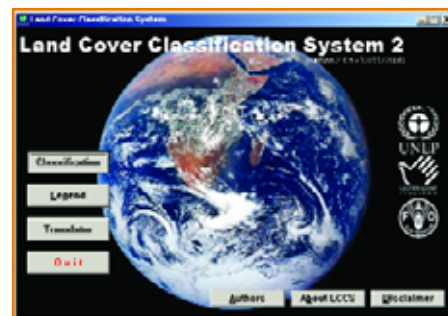 Land Cover Classification System
Land Cover Classification System 2
UNEP
Classification
Legend
Translator
Quit
Authors
About LCCS
Disclaimer